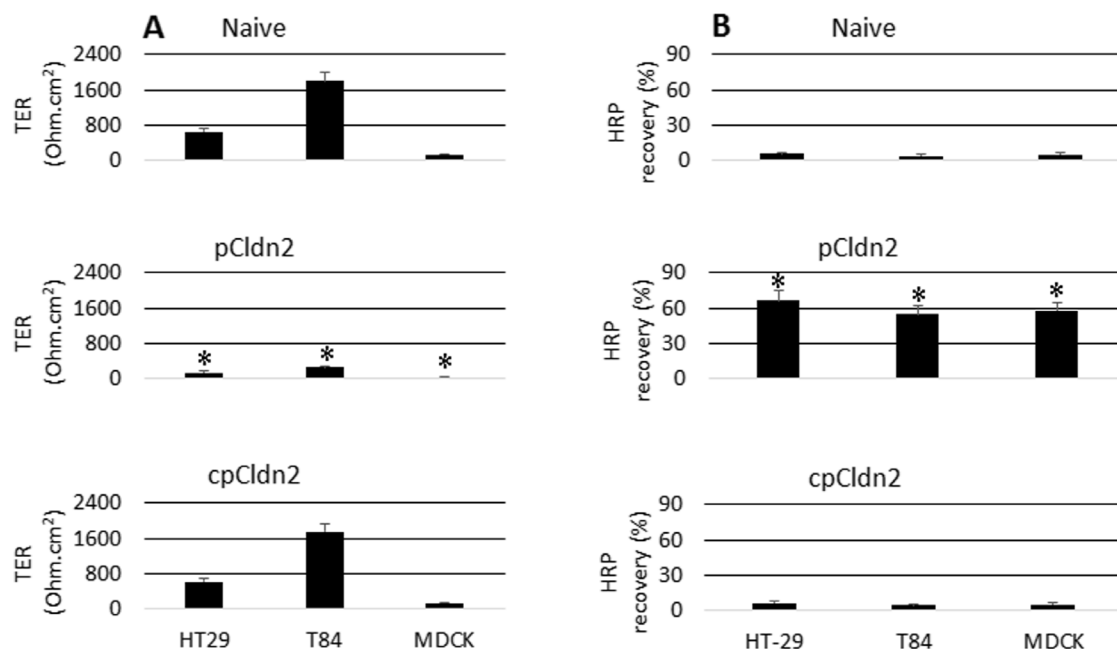 A
Naive
2400
1600
800
0
TER
(Ohm.cm²)
pCldn2
2400
1600
800
0
TER
(Ohm.cm²)
*
*
*
cpCldn2
2400
1600
800
0
TER
(Ohm.cm²)
HT29 T84 MDCK
B
Naive
90
60
30
0
HRP
recovery (%)
pCldn2
90
60
30
0
HRP
recovery (%)
*
*
*
cpCldn2
90
60
30
0
HRP
recovery (%)
HT-29 T84 MDCK